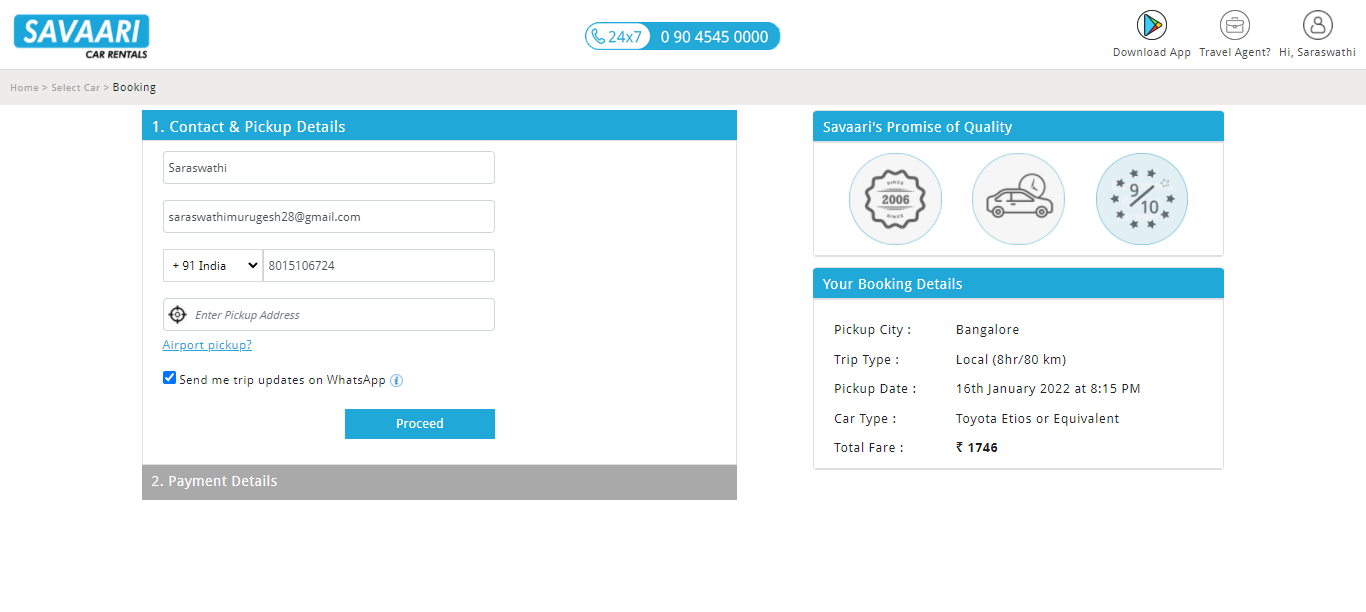 SAVAARI
CAR RENTALS
24x7 0 90 4545 0000
Download App
Travel Agent?
Hi, Saraswathi
Home > Select Car > Booking
1. Contact & Pickup Details
Saraswathi
saraswathimurugesh28@gmail.com
+ 91 India 8015106724
Enter Pickup Address
Airport pickup?
Send me trip updates on WhatsApp i
Proceed
2. Payment Details
Savaari's Promise of Quality
SINCE
2006
SINCE
9/10
Your Booking Details
Pickup City : Bangalore
Trip Type : Local (8hr/80 km)
Pickup Date : 16th January 2022 at 8:15 PM
Car Type : Toyota Etios or Equivalent
Total Fare : ₹ 1746